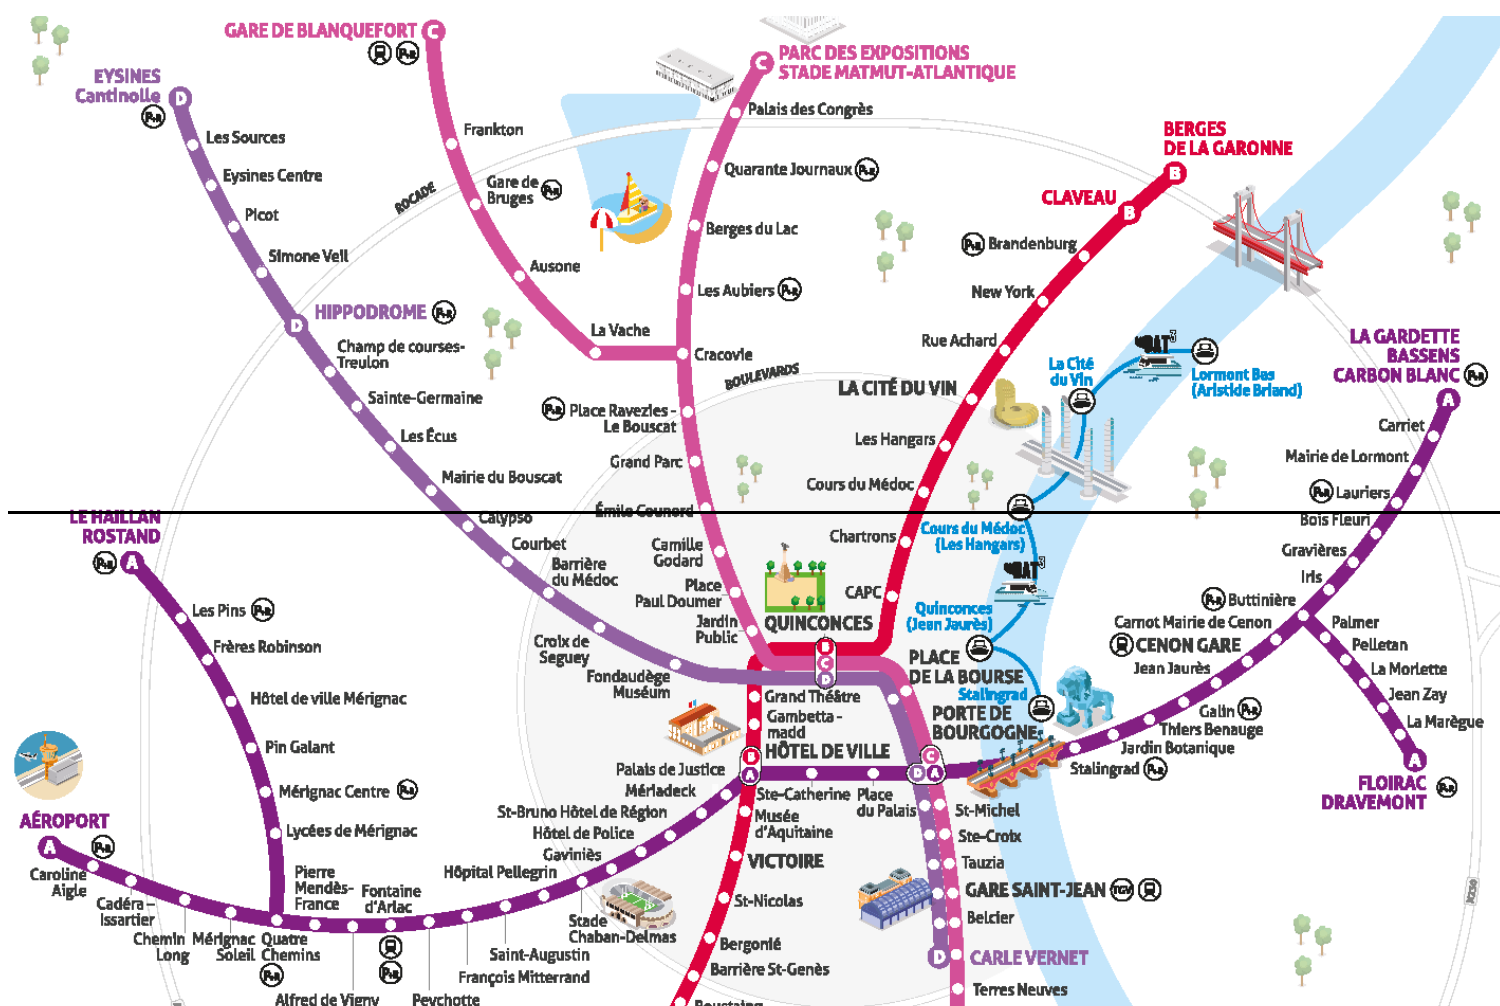 GARE DE BLANQUEFORT
C
P+R
C
PARC DES EXPOSITIONS
STADE MATMUT-ATLANTIQUE
EYSINES
Cantinolle
D
P+R
Palais des Congrès
Les Sources
Frankton
BERGES
DE LA GARONNE
B
Eysines Centre
Gare de
Bruges
P+R
ROCADE
Quarante Journaux
P+R
CLAVEAU
B
Picot
Berges du Lac
P+R
Brandenburg
Simone Veil
Ausone
Les Aubiers
P+R
New York
HIPPODROME
D
P+R
La Vache
Rue Achard
Champ de courses-
Treulon
Cracovie
BOULEVARDS
BAT3
La Cité
du Vin
Lormont Bas
(Aristide Briand)
LA GARDETTE
BASSENS
CARBON BLANC
P+R
A
Sainte-Germaine
P+R
Place Ravezies -
Le Bouscat
LA CITÉ DU VIN
Carriet
Les Écus
Les Hangars
Grand Parc
Mairie de Lormont
Mairie du Bouscat
Cours du Médoc
P+R
Lauriers
Émile Counord
LE HAILLAN
ROSTAND
P+R
A
Calypso
Bois Fleuri
Courbet
Camille
Godard
Chartrons
Cours du Médoc
(Les Hangars)
Gravières
Barrière
du Médoc
BAT3
Iris
Place
Paul Doumer
CAPC
P+R
Buttinière
Les Pins
P+R
Quinconces
(Jean Jaurès)
Jardin
Public
QUINCONCES
Carnot Mairie de Cenon
Palmer
Frères Robinson
Croix de
Seguey
B
C
D
CENON GARE
Pelletan
PLACE
DE LA BOURSE
Jean Jaurès
La Morlette
Fondaudège
Muséum
Stalingrad
Jean Zay
Hôtel de ville Mérignac
Grand Théâtre
Gambetta -
madd
PORTE DE
BOURGOGNE
Galin
P+R
La Marègue
Thiers Benauge
Pin Galant
HÔTEL DE VILLE
B
A
C
D
A
Jardin Botanique
Stalingrad
P+R
A
Palais de Justice
FLOIRAC
DRAVEMONT
P+R
Mérignac Centre
P+R
Mériadeck
Ste-Catherine
Place
du Palais
St-Bruno Hôtel de Région
St-Michel
AÉROPORT
A
P+R
Lycées de Mérignac
Hôtel de Police
Musée
d'Aquitaine
Ste-Croix
Gaviniès
VICTOIRE
Tauzia
Caroline
Aigle
Pierre
Mendès-
France
Hôpital Pellegrin
GARE SAINT-JEAN
TGV
Fontaine
d'Arlac
St-Nicolas
Cadéra -
Issartier
Stade
Chaban-Delmas
Belcier
Chemin
Long
Mérignac
Soleil
Quatre
Chemins
P+R
P+R
Saint-Augustin
Bergonié
D
CARLE VERNET
François Mitterrand
Barrière St-Genès
Alfred de Vigny
Peychotte
Terres Neuves
Roustaing